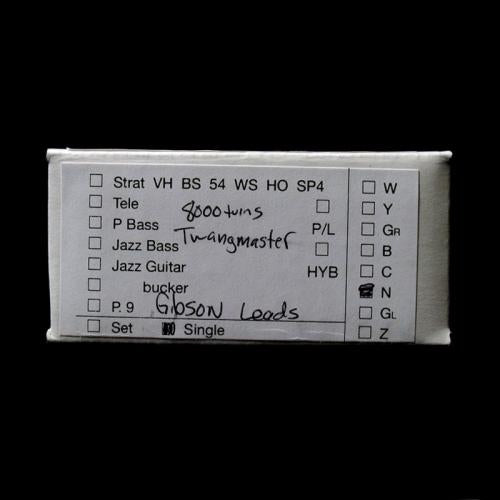 Strat VH BS 54 WS HO SP4
Tele
P Bass
Jazz Bass
Jazz Guitar
bucker
P. 9
Set
Single
8000 turns
Twangmaster
Gibson Leads
P/L
HYB
W
Y
GR
B
C
N
GL
Z